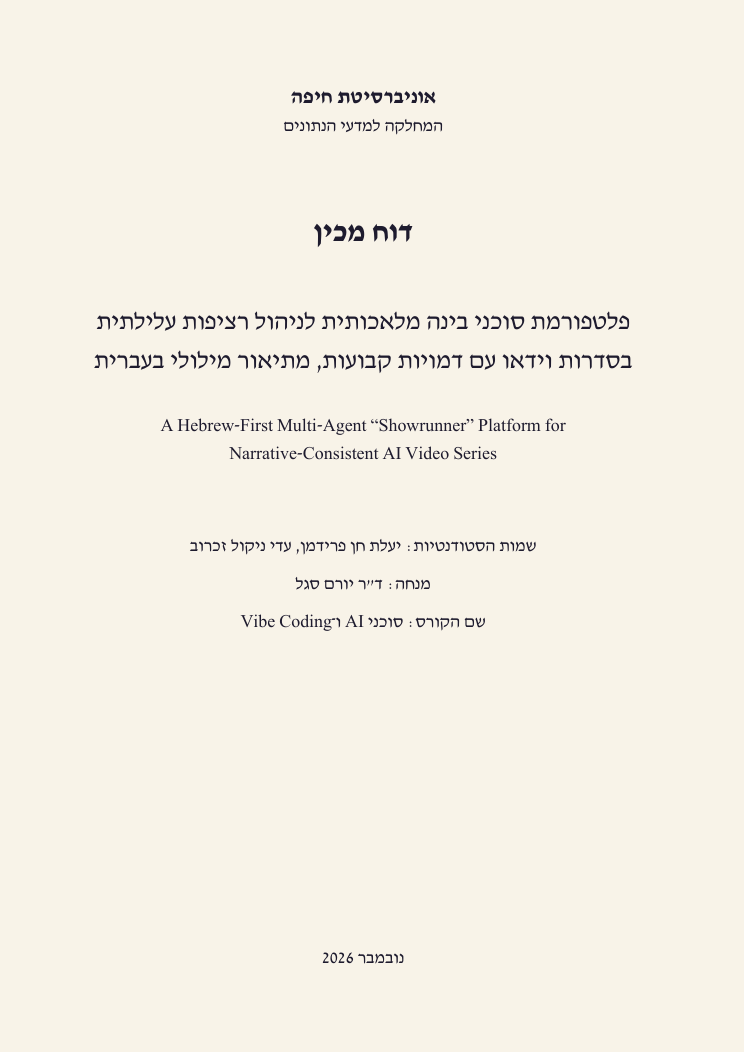 אוניברסיטת חיפה
המחלקה למדעי הנתונים
דוח מכין
פלטפורמת סוכני בינה מלאכותית לניהול רציפות עלילתית
בסדרות וידאו עם דמויות קבועות, מתיאור מילולי בעברית
A Hebrew-First Multi-Agent “Showrunner” Platform for
Narrative-Consistent AI Video Series
שמות הסטודנטיות: יעלת חן פרידמן, עדי ניקול זכרוב
מנחה: ד״ר יורם סגל
שם הקורס: סוכני AI ו־Vibe Coding
נובמבר 2026